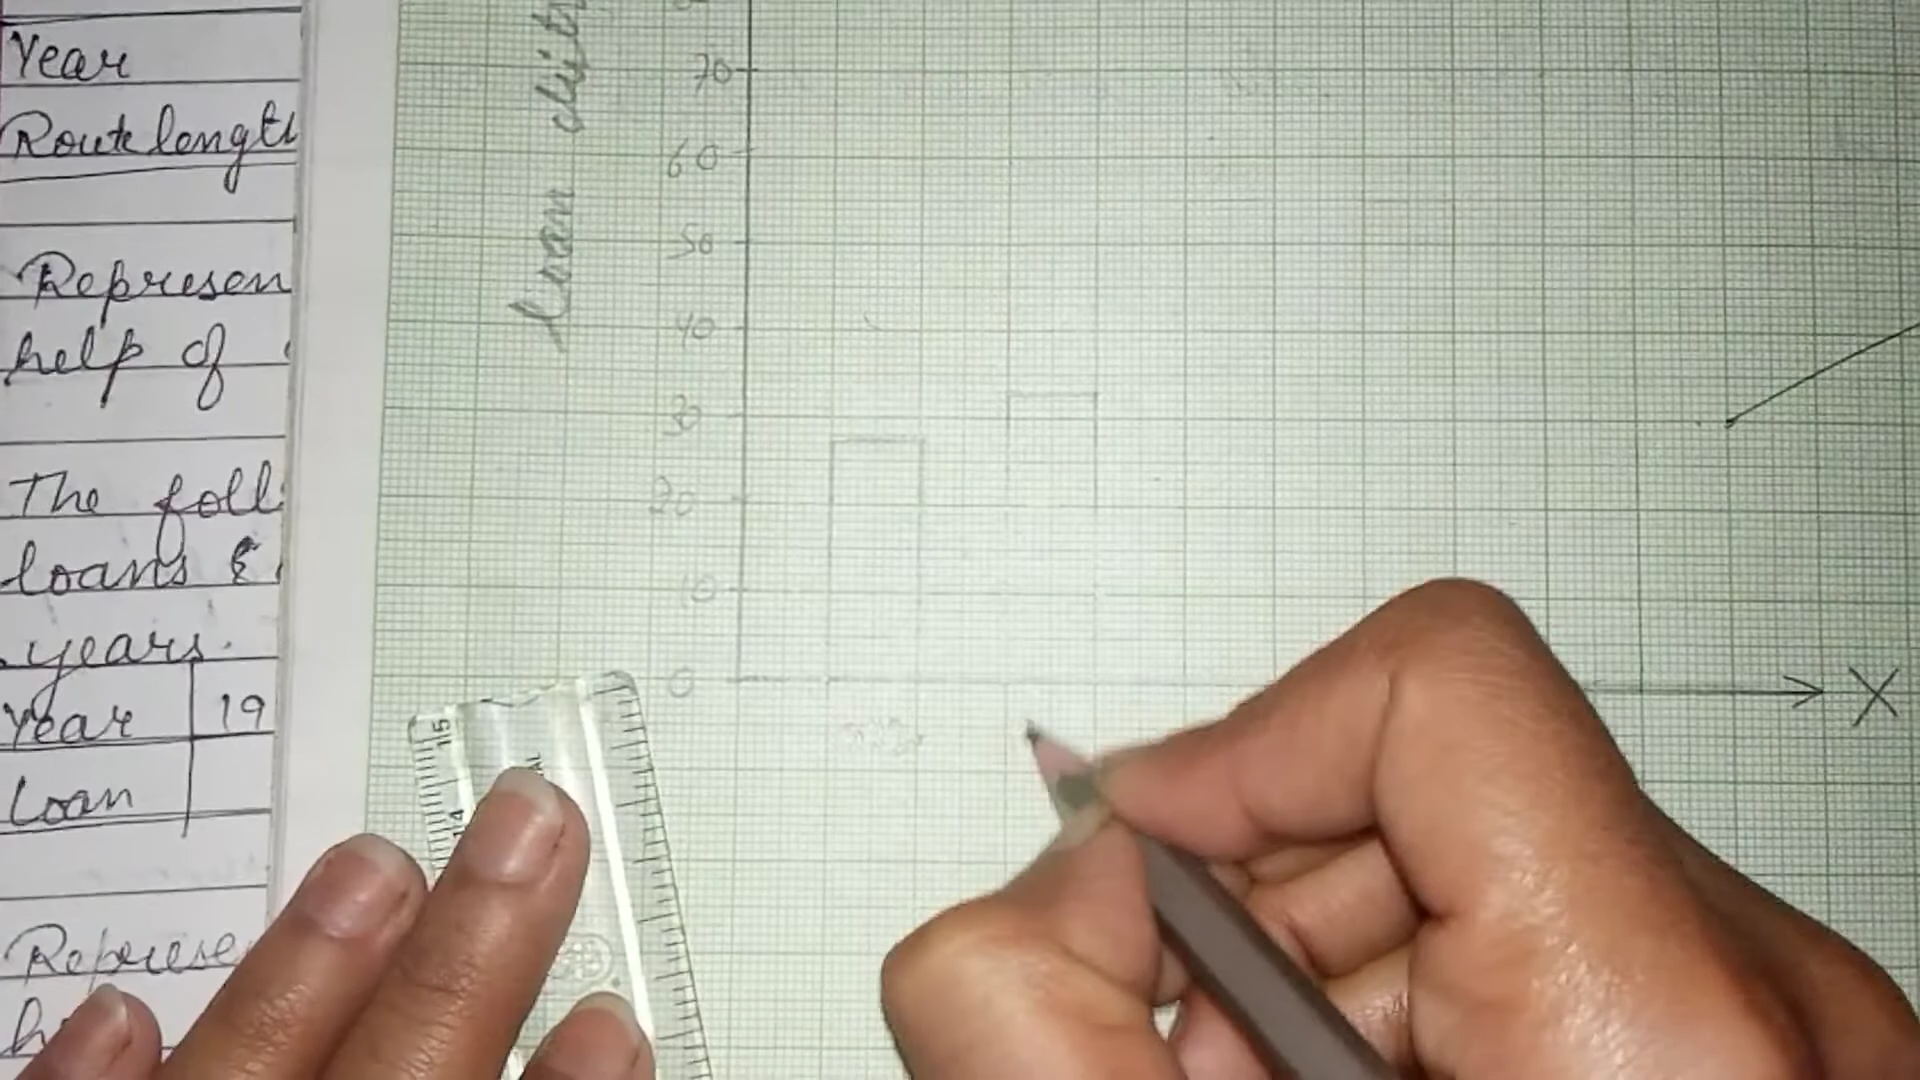 Year
Route length
Represen
help of
The foll
loans &
years.
Year 19
Loan
Represe
h
Loan
70
60
50
40
30
20
10
0
X
15
14